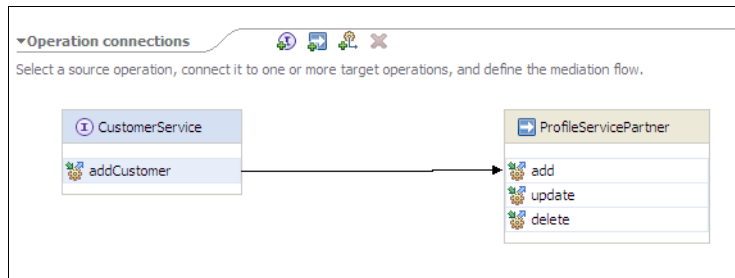 Operation connections
Select a source operation, connect it to one or more target operations, and define the mediation flow.
I CustomerService
addCustomer
ProfileServicePartner
add
update
delete